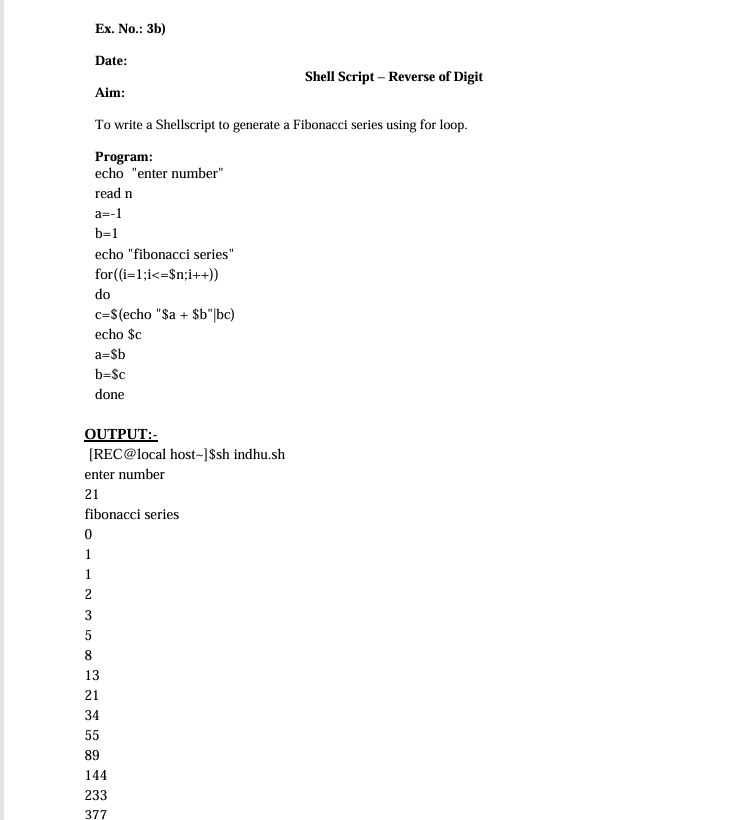 Ex. No.: 3b)
Date:
Shell Script – Reverse of Digit
Aim:
To write a Shellscript to generate a Fibonacci series using for loop.
Program:
echo  "enter number"
read n
a=-1
b=1
echo "fibonacci series"
for((i=1;i<=$n;i++))
do
c=$(echo "$a + $b"|bc)
echo $c
a=$b
b=$c
done
OUTPUT:-
[REC@local host~]$sh indhu.sh
enter number
21
fibonacci series
0
1
1
2
3
5
8
13
21
34
55
89
144
233
377